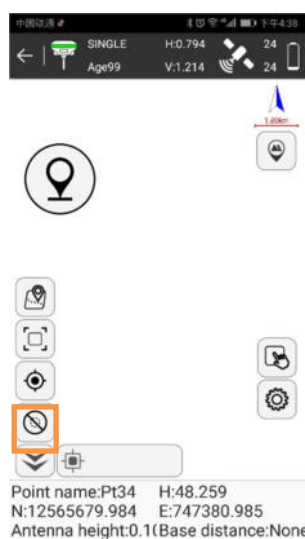 中国联通 下午4:38
SINGLE H:0.794 24
Age99 V:1.214 24
1.00km
Point name:Pt34 H:48.259
N:12565679.984 E:747380.985
Antenna height:0.1(Base distance:None